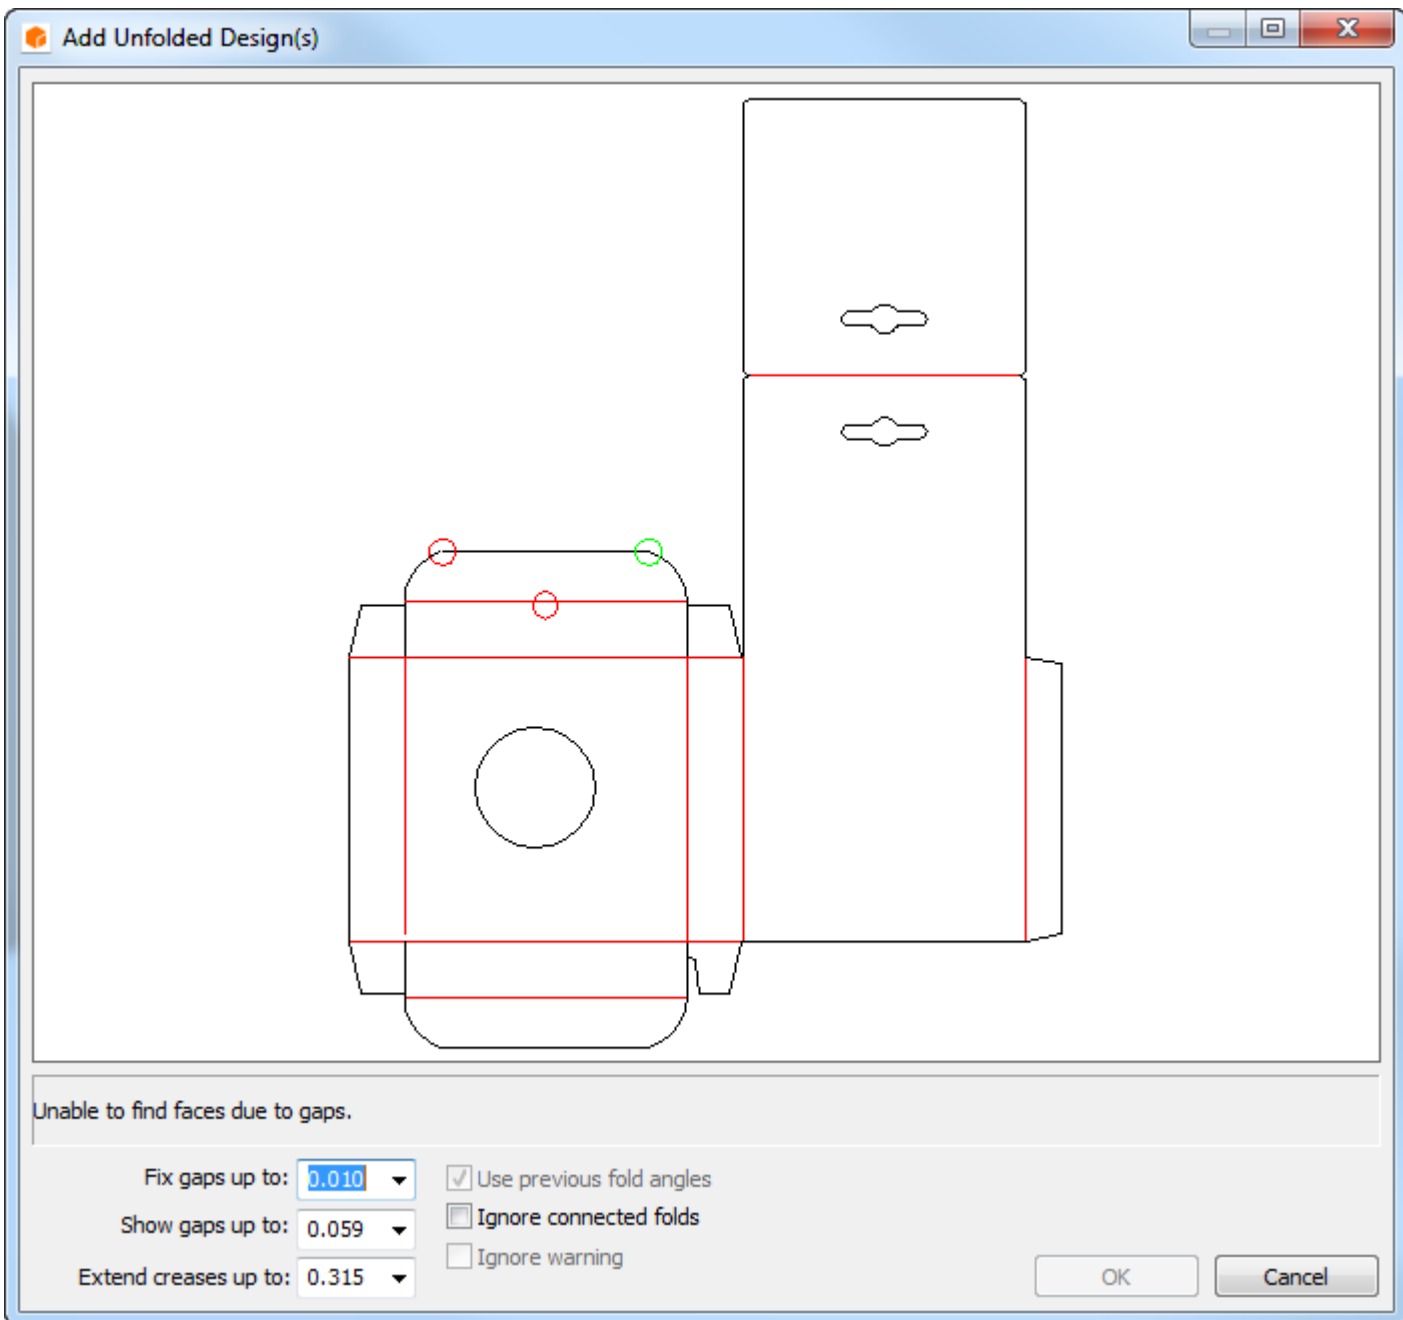 Add Unfolded Design(s)
Unable to find faces due to gaps.
Fix gaps up to: 0.010
Use previous fold angles
Show gaps up to: 0.059
Ignore connected folds
Extend creases up to: 0.315
Ignore warning
OK
Cancel